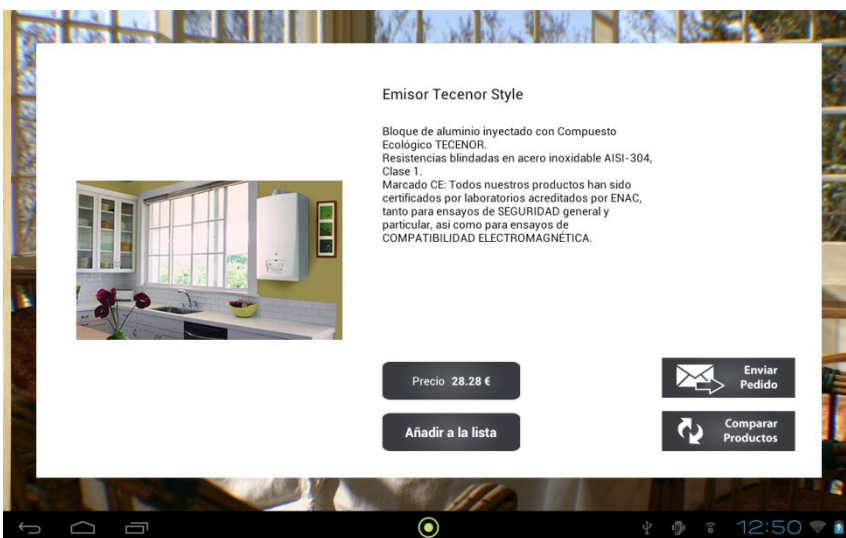 Emisor Tecenor Style
Bloque de aluminio inyectado con Compuesto
Ecológico TECENOR.
Resistencias blindadas en acero inoxidable AISI-304,
Clase 1.
Marcado CE: Todos nuestros productos han sido
certificados por laboratorios acreditados por ENAC,
tanto para ensayos de SEGURIDAD general y
particular, así como para ensayos de
COMPATIBILIDAD ELECTROMAGNÉTICA.
Precio 28.28 €
Enviar
Pedido
Añadir a la lista
Comparar
Productos
12:50